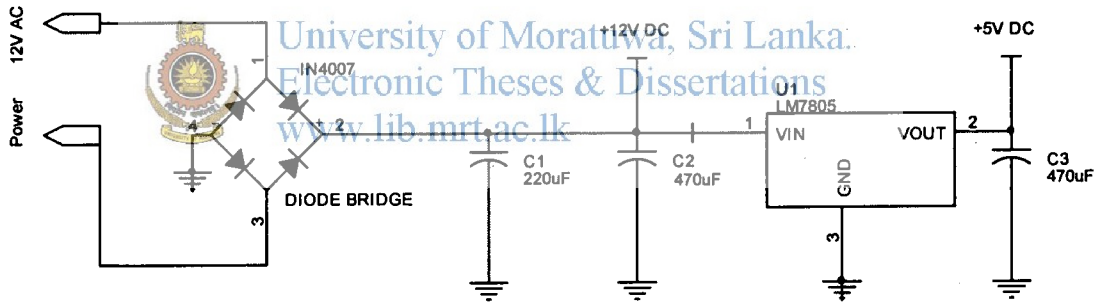 12V AC
Power
University of Moratuwa, Sri Lanka.
Electronic Theses & Dissertations
www.lib.mrt.ac.lk
1
IN4007
4
-
+
2
3
DIODE BRIDGE
C1
220uF
+12V DC
C2
470uF
U1
LM7805
1
VIN
VOUT
2
GND
3
+5V DC
C3
470uF